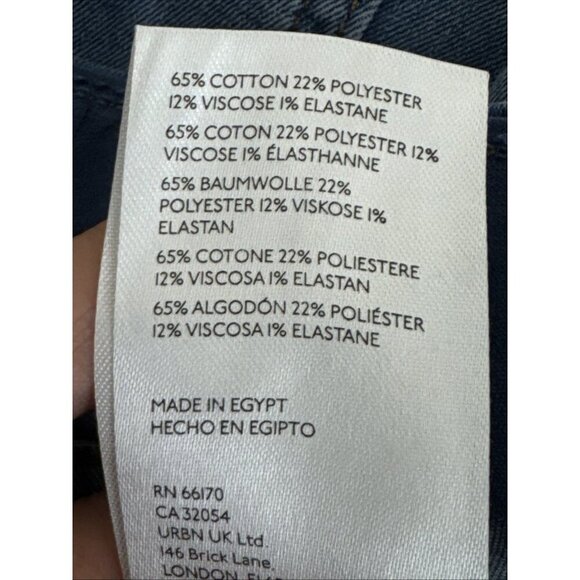 65% COTTON 22% POLYESTER
12% VISCOSE 1% ELASTANE
65% COTON 22% POLYESTER 12%
VISCOSE 1% ÉLASTHANNE
65% BAUMWOLLE 22%
POLYESTER 12% VISKOSE 1%
ELASTAN
65% COTONE 22% POLIESTERE
12% VISCOSA 1% ELASTAN
65% ALGODÓN 22% POLIÉSTER
12% VISCOSA 1% ELASTANE
MADE IN EGYPT
HECHO EN EGIPTO
RN 66170
CA 32054
URBN UK Ltd.
146 Brick Lane,
LONDON,